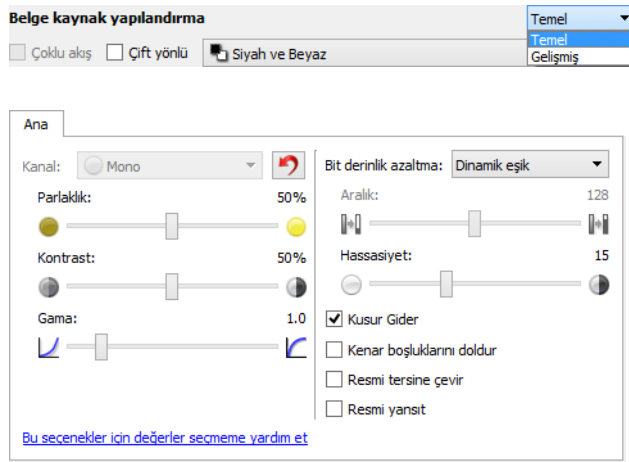 Belge kaynak yapılandırma
Temel
Temel
Gelişmiş
Çoklu akış
Çift yönlü
Siyah ve Beyaz
Ana
Kanal:
Mono
Parlaklık:
50%
Kontrast:
50%
Gama:
1.0
Bit derinlik azaltma:
Dinamik eşik
Aralık:
128
Hassasiyet:
15
Kusur Gider
Kenar boşluklarını doldur
Resmi tersine çevir
Resmi yansıt
Bu seçenekler için değerler seçmeme yardım et